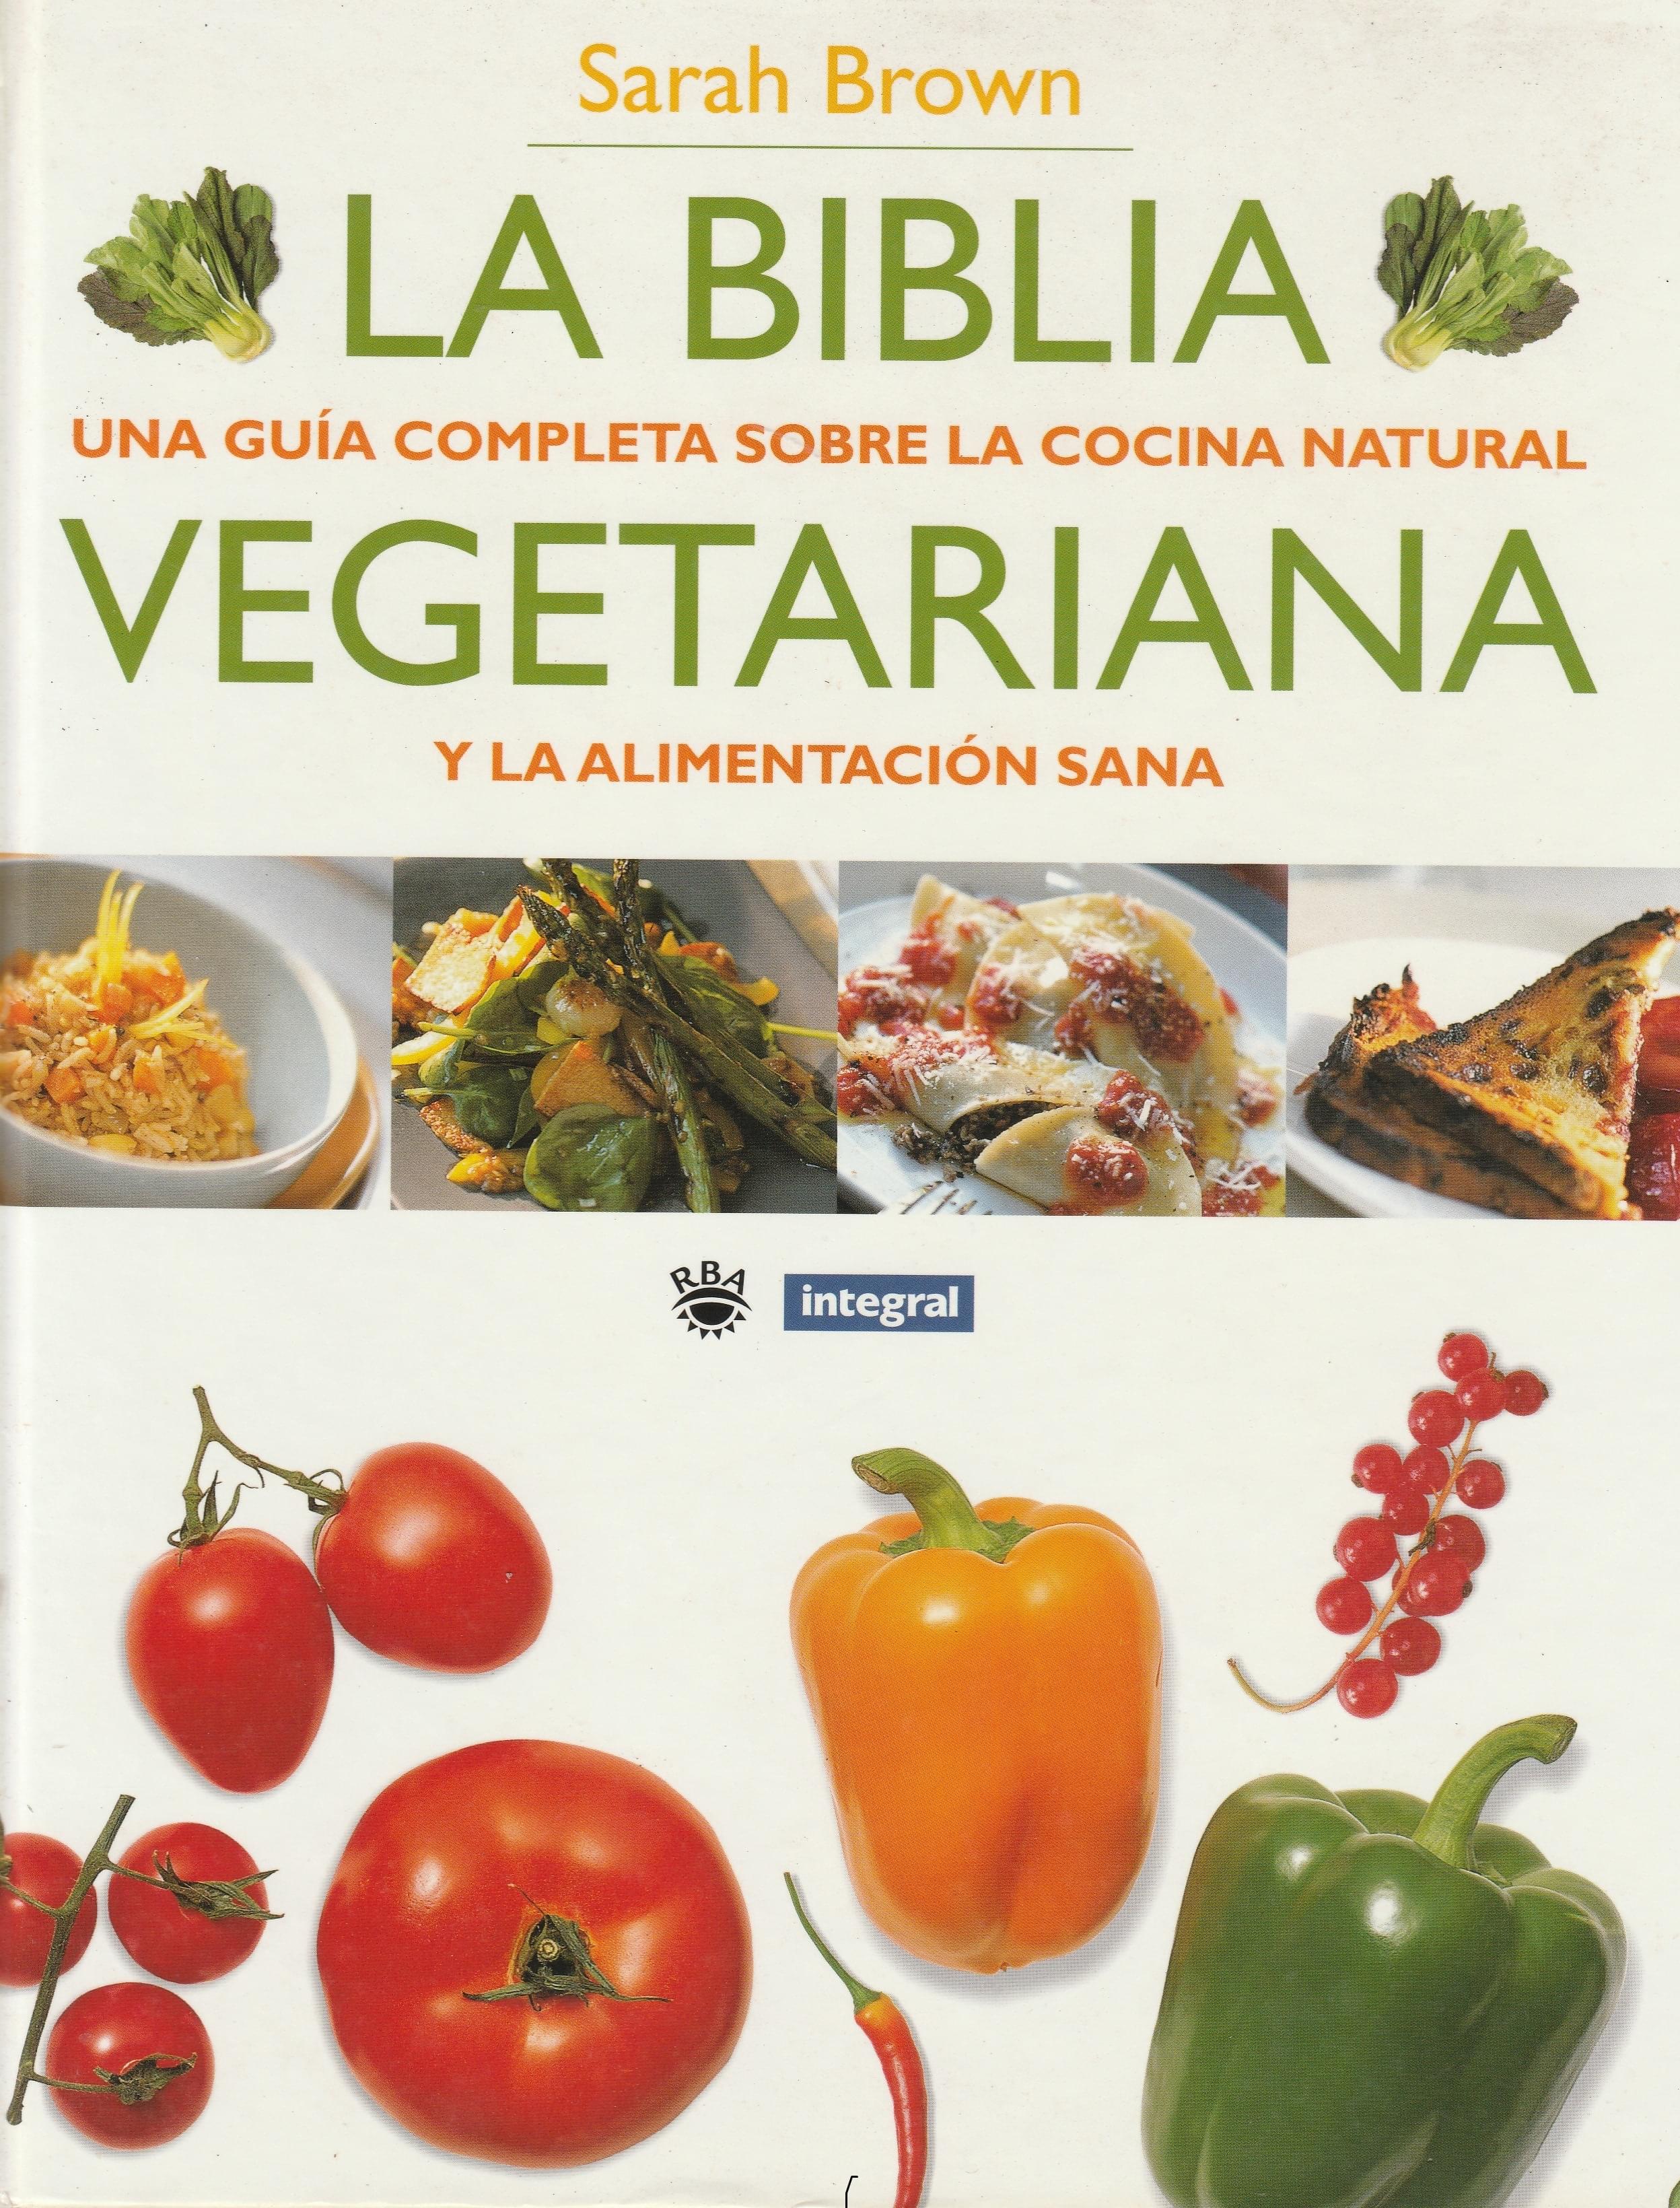 Sarah Brown
LA BIBLIA
UNA GUÍA COMPLETA SOBRE LA COCINA NATURAL
VEGETARIANA
Y LA ALIMENTACIÓN SANA
RBA
integral